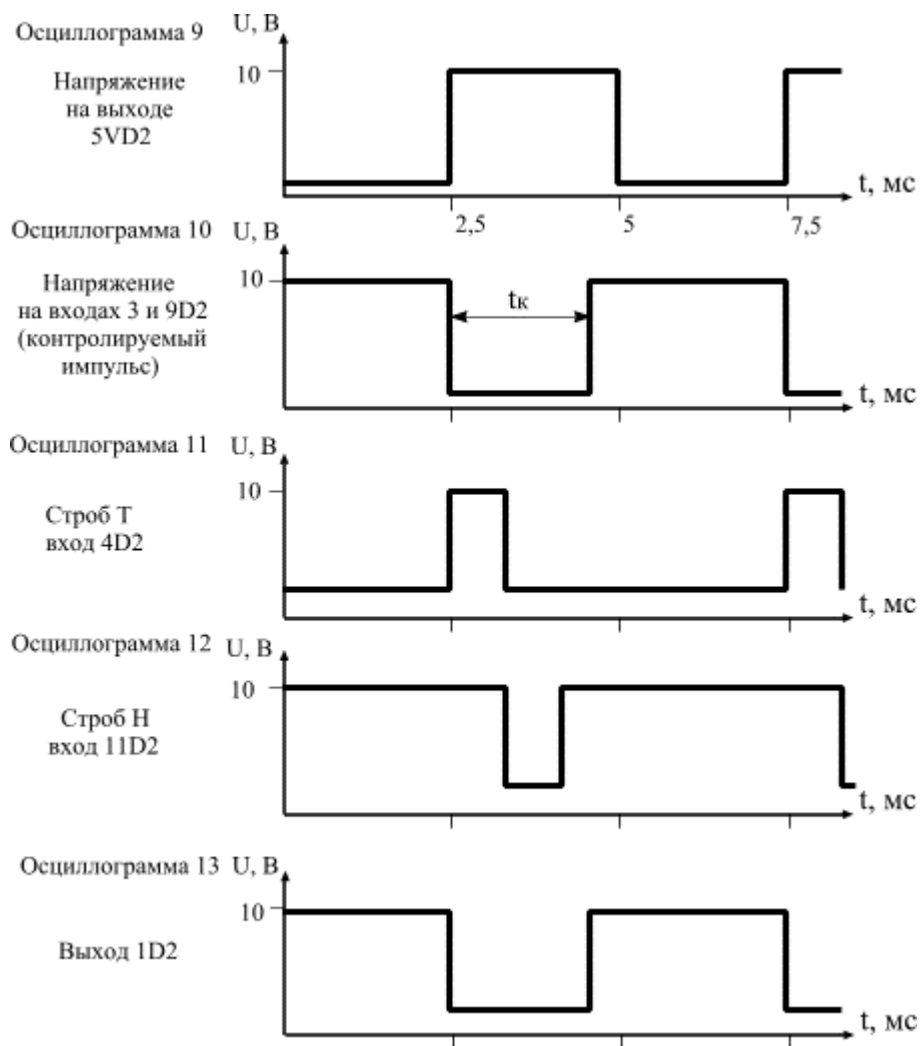 Осциллограмма 9
U, В
Напряжение
на выходе
5VD2
10
t, мс
2,5
5
7,5
Осциллограмма 10
U, В
Напряжение
на входах 3 и 9D2
(контролируемый
импульс)
10
tк
t, мс
Осциллограмма 11
U, В
Строб Т
вход 4D2
10
t, мс
Осциллограмма 12
U, В
Строб Н
вход 11D2
10
t, мс
Осциллограмма 13
U, В
Выход 1D2
10
t, мс